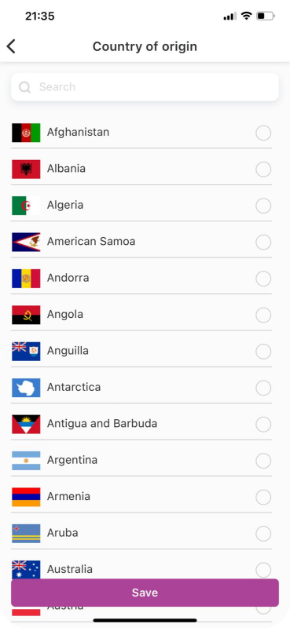 21:35
Country of origin
Search
Afghanistan
Albania
Algeria
American Samoa
Andorra
Angola
Anguilla
Antarctica
Antigua and Barbuda
Argentina
Armenia
Aruba
Australia
Save
Austria